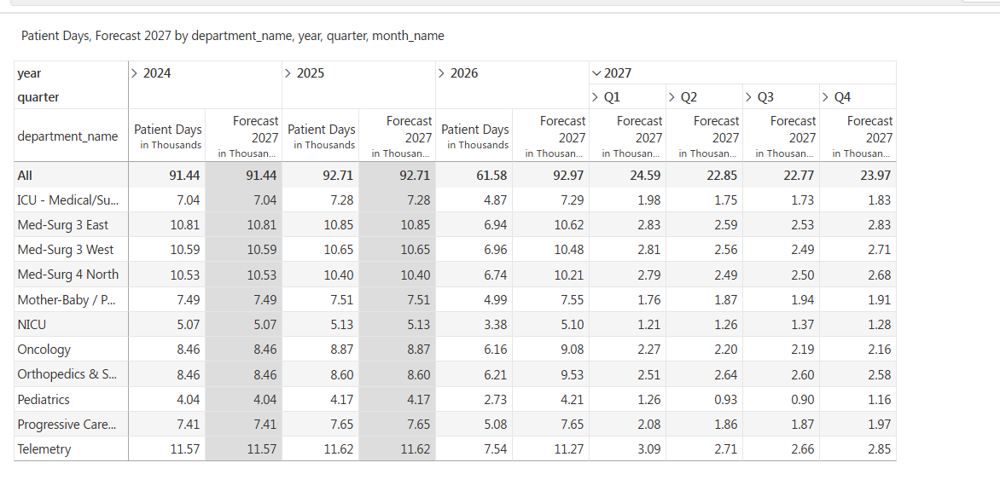 Patient Days, Forecast 2027 by department_name, year, quarter, month_name
year 2024 2025 2026 2027
quarter Q1 Q2 Q3 Q4
department_name Patient Days in Thousands Forecast 2027 in Thousan... Patient Days in Thousands Forecast 2027 in Thousan... Patient Days in Thousands Forecast 2027 in Thousan... Forecast 2027 in Thousan... Forecast 2027 in Thousan... Forecast 2027 in Thousan... Forecast 2027 in Thousan...
All 91.44 91.44 92.71 92.71 61.58 92.97 24.59 22.85 22.77 23.97
ICU - Medical/Su... 7.04 7.04 7.28 7.28 4.87 7.29 1.98 1.75 1.73 1.83
Med-Surg 3 East 10.81 10.81 10.85 10.85 6.94 10.62 2.83 2.59 2.53 2.83
Med-Surg 3 West 10.59 10.59 10.65 10.65 6.96 10.48 2.81 2.56 2.49 2.71
Med-Surg 4 North 10.53 10.53 10.40 10.40 6.74 10.21 2.79 2.49 2.50 2.68
Mother-Baby / P... 7.49 7.49 7.51 7.51 4.99 7.55 1.76 1.87 1.94 1.91
NICU 5.07 5.07 5.13 5.13 3.38 5.10 1.21 1.26 1.37 1.28
Oncology 8.46 8.46 8.87 8.87 6.16 9.08 2.27 2.20 2.19 2.16
Orthopedics & S... 8.46 8.46 8.60 8.60 6.21 9.53 2.51 2.64 2.60 2.58
Pediatrics 4.04 4.04 4.17 4.17 2.73 4.21 1.26 0.93 0.90 1.16
Progressive Care... 7.41 7.41 7.65 7.65 5.08 7.65 2.08 1.86 1.87 1.97
Telemetry 11.57 11.57 11.62 11.62 7.54 11.27 3.09 2.71 2.66 2.85